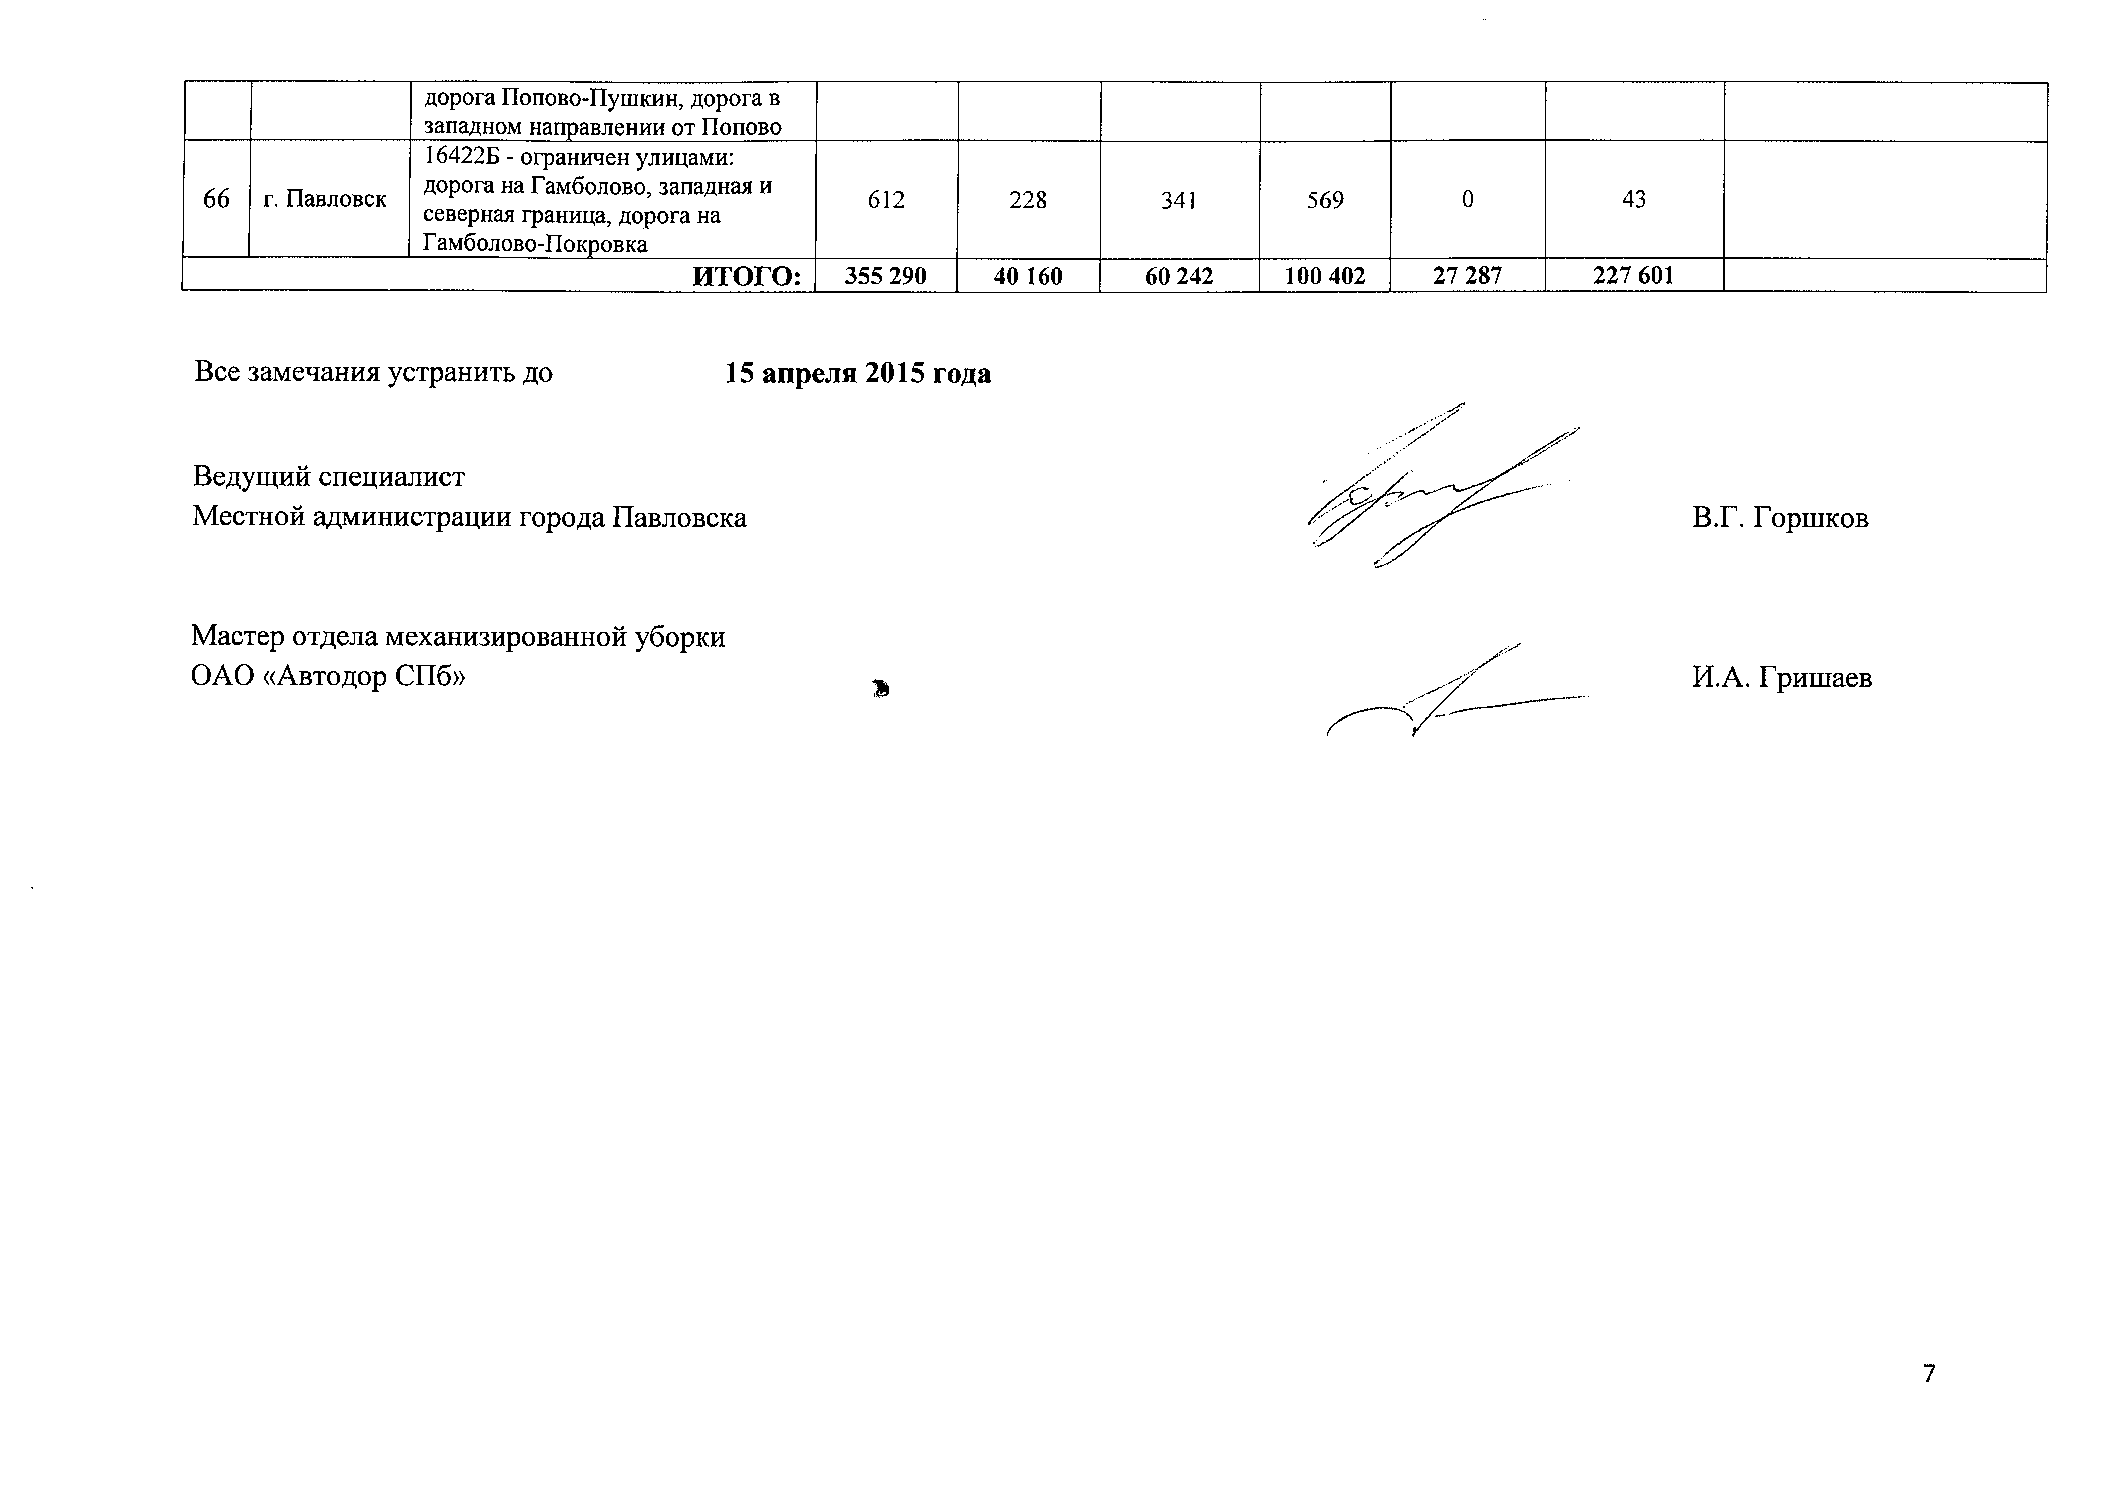 дорога Попово-Пушкин, дорога в
западном направлении от Попово
16422Б - ограничен улицами:
дорога на Гамболово, западная и
66 г. Павловск 612 228 341 569 0 43
северная граница, дорога на
Гамболово-Покровка
ИТОГО: 355 290 40 160 60 242 100 402 27 287 227 601
Все замечания устранить до 15 апреля 2015 года
Ведущий специалист
Местной администрации города Павловска В.Г. Горшков
Мастер отдела механизированной уборки
ОАО «Автодор СПб» И.А. Гришаев
7